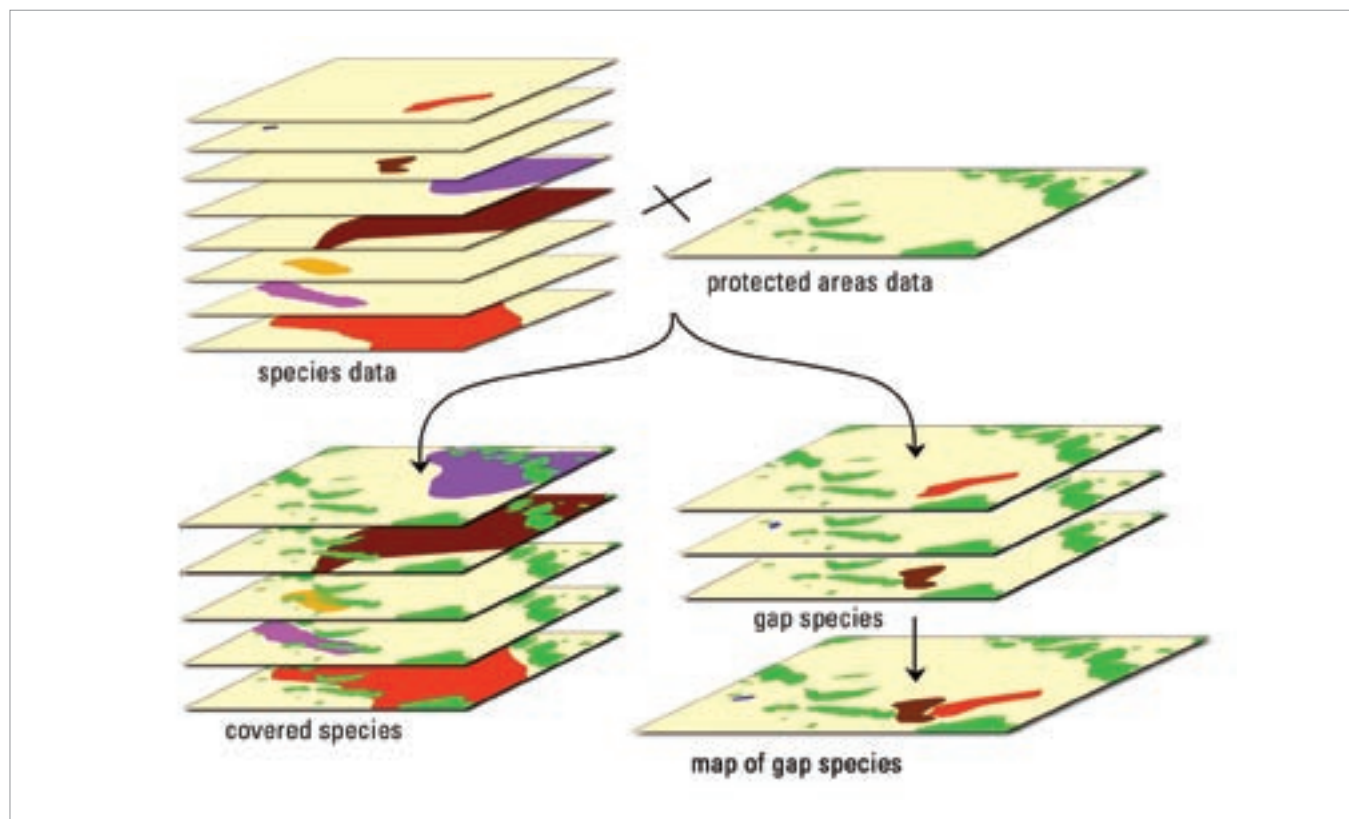 protected areas data
species data
gap species
covered species
map of gap species